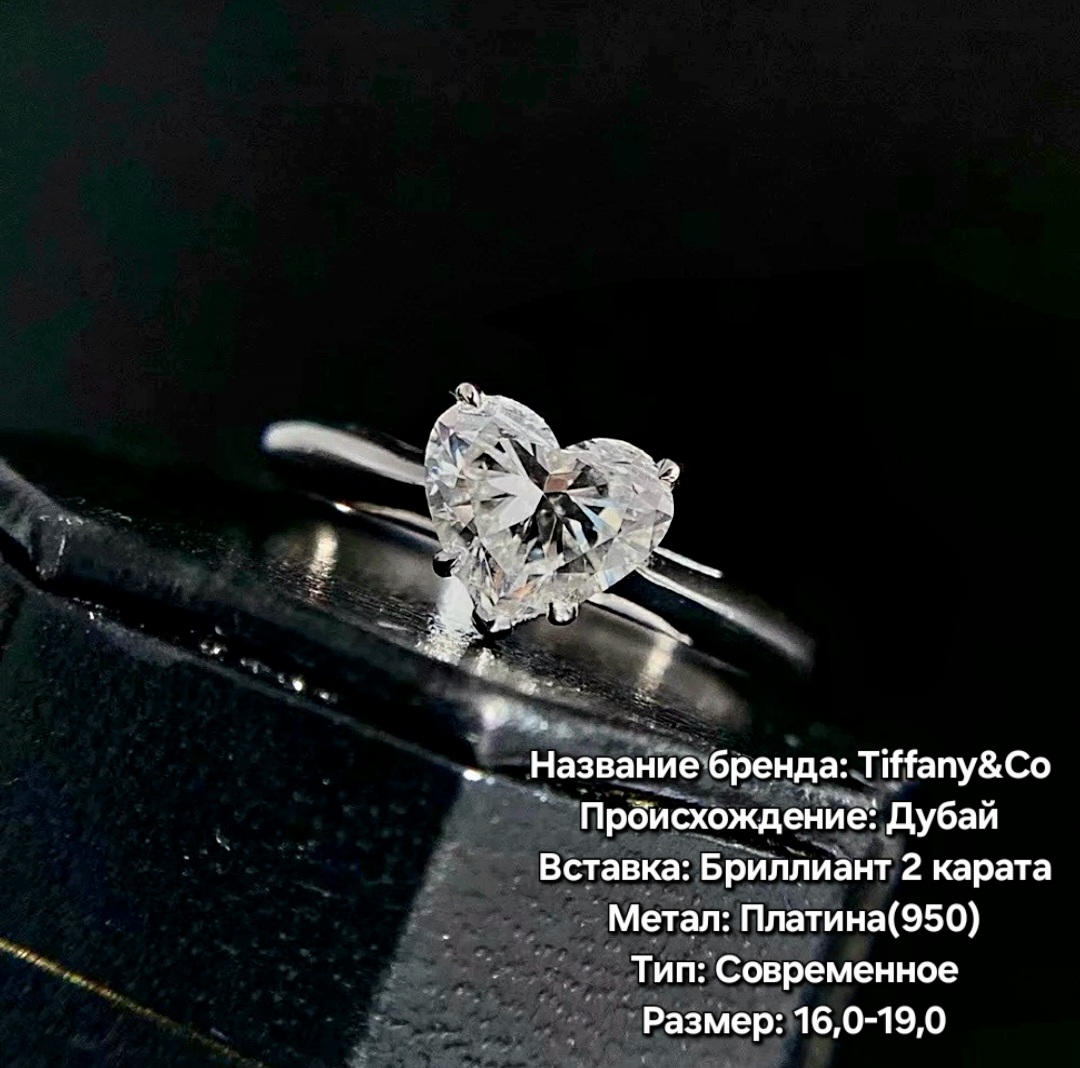 Название бренда: Tiffany&Co
Происхождение: Дубай
Вставка: Бриллиант 2 карата
Метал: Платина(950)
Тип: Современное
Размер: 16,0-19,0